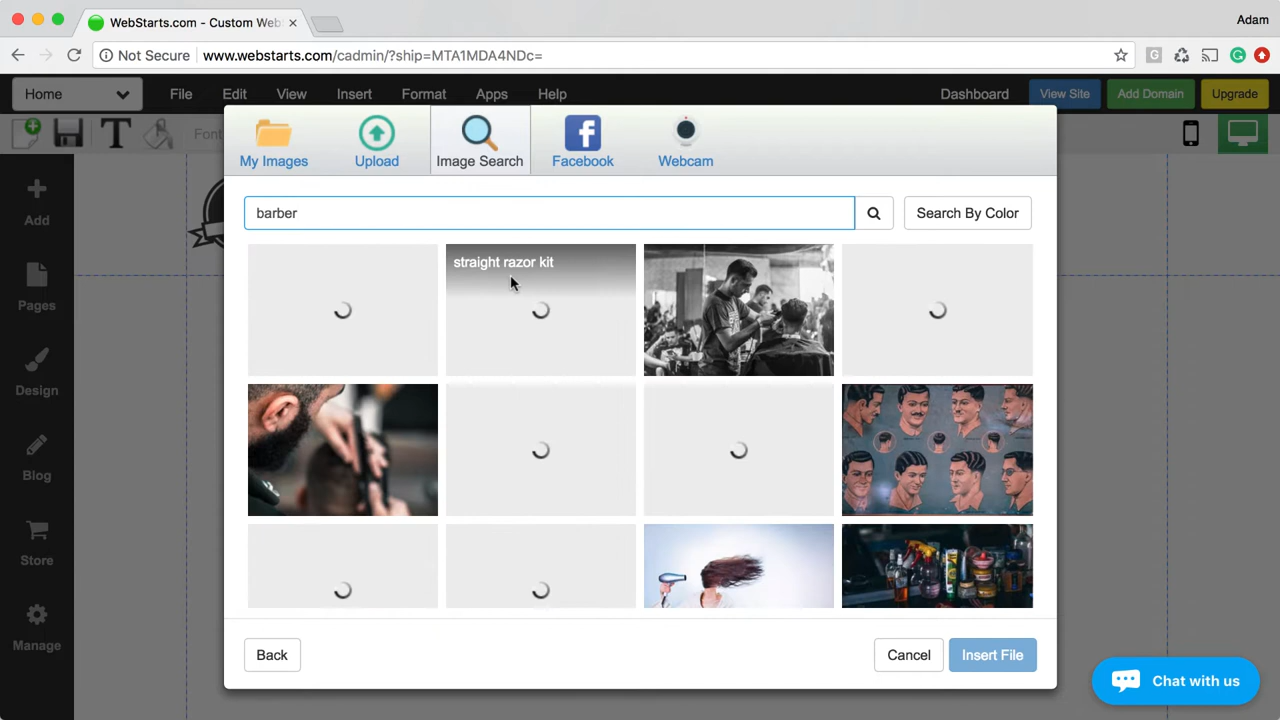 WebStarts.com - Custom Web
Adam
Not Secure www.webstarts.com/cadmin/?ship=MTA1MDA4NDc=
Home File Edit View Insert Format Apps Help Dashboard View Site Add Domain Upgrade
Font
My Images Upload Image Search Facebook Webcam
barber Search By Color
Add
Pages
Design
Blog
Store
Manage
straight razor kit
Back Cancel Insert File
Chat with us